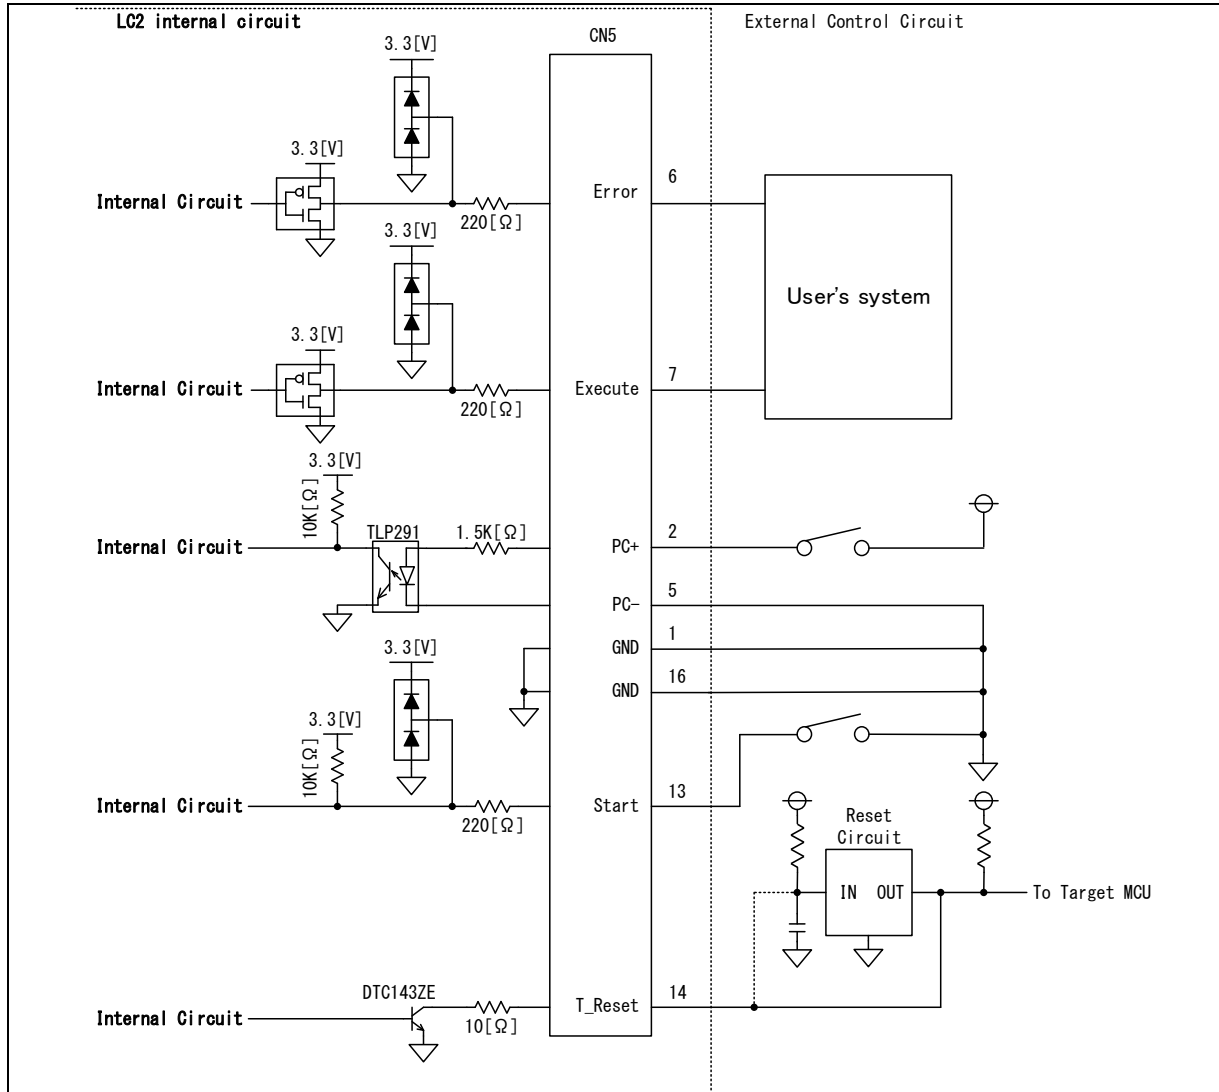 LC2 internal circuit
External Control Circuit
CN5
3.3[V]
3.3[V]
Internal Circuit
220[Ω]
Error
6
3.3[V]
3.3[V]
Internal Circuit
220[Ω]
Execute
7
User's system
3.3[V]
10K[Ω]
Internal Circuit
TLP291
1.5K[Ω]
PC+
2
PC-
5
GND
1
GND
16
3.3[V]
3.3[V]
10K[Ω]
Internal Circuit
220[Ω]
Start
13
Reset
Circuit
IN OUT
To Target MCU
DTC143ZE
Internal Circuit
10[Ω]
T_Reset
14